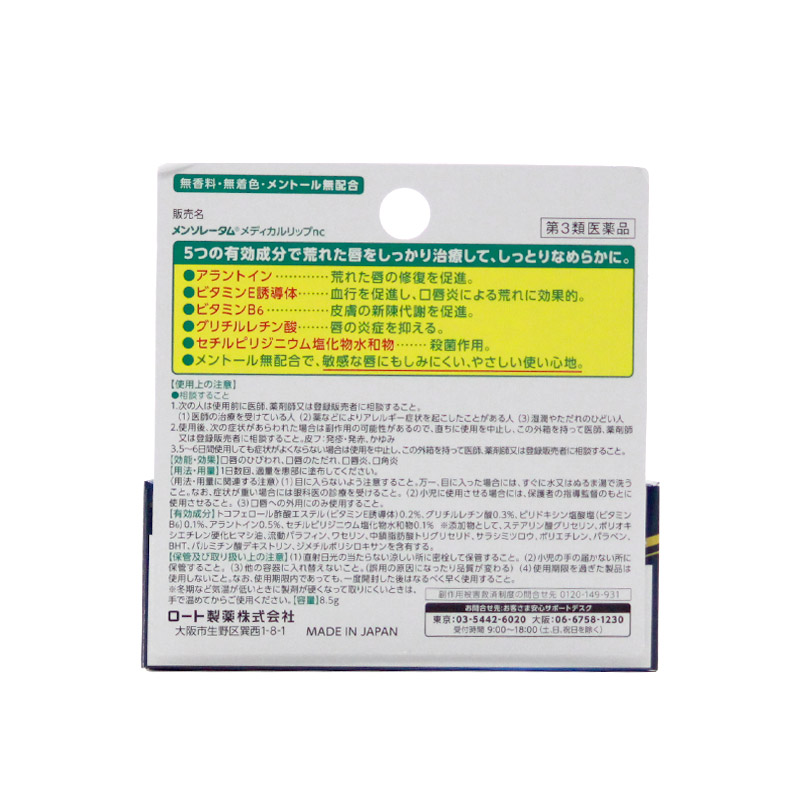 無香料・無着色・メントール無配合
販売名
メンソレータム®メディカルリップnc
第3類医薬品
5つの有効成分で荒れた唇をしっかり治療して、しっとりなめらかに。
●アラントイン…………荒れた唇の修復を促進。
●ビタミンE誘導体………血行を促進し、口唇炎による荒れに効果的。
●ビタミンB6……………皮膚の新陳代謝を促進。
●グリチルレチン酸………唇の炎症を抑える。
●セチルピリジニウム塩化物水和物……殺菌作用。
●メントール無配合で、敏感な唇にもしみにくい、やさしい使い心地。
【使用上の注意】
●相談すること
1.次の人は使用前に医師、薬剤師又は登録販売者に相談すること。
(1)医師の治療を受けている人 (2)薬などによりアレルギー症状を起こしたことがある人 (3)湿潤やただれのひどい人
2.使用後、次の症状があらわれた場合は副作用の可能性があるので、直ちに使用を中止し、この外箱を持って医師、薬剤師
又は登録販売者に相談すること。皮フ:発疹・発赤、かゆみ
3.5~6日間使用しても症状がよくならない場合は使用を中止し、この外箱を持って医師、薬剤師又は登録販売者に相談すること。
【効能・効果】口唇のひびわれ、口唇のただれ、口唇炎、口角炎
【用法・用量】1日数回、適量を患部に塗布してください。
〈用法・用量に関連する注意〉(1)目に入らないよう注意すること。万一、目に入った場合には、すぐに水又はぬるま湯で洗う
こと。なお、症状が重い場合には眼科医の診療を受けること。(2)小児に使用させる場合には、保護者の指導監督のもとに
使用させること。(3)口唇への外用にのみ使用すること。
【有効成分】トコフェロール酢酸エステル(ビタミンE誘導体)0.2%、グリチルレチン酸0.3%、ピリドキシン塩酸塩(ビタミン
B6)0.1%、アラントイン0.5%、セチルピリジニウム塩化物水和物0.1% ※添加物として、ステアリン酸グリセリン、ポリオキ
シエチレン硬化ヒマシ油、流動パラフィン、ワセリン、中鎖脂肪酸トリグリセリド、サラシミツロウ、ポリエチレン、パラベン、
BHT、パルミチン酸デキストリン、ジメチルポリシロキサンを含有する。
【保管及び取り扱い上の注意】(1)直射日光の当たらない涼しい所に密栓して保管すること。(2)小児の手の届かない所に
保管すること。(3)他の容器に入れ替えないこと。(誤用の原因になったり品質が変わる) (4)使用期限を過ぎた製品は
使用しないこと。なお、使用期限内であっても、一度開封した後はなるべく早く使用すること。
※冬期など気温が低いときに製剤が硬くなって取りにくいときは、
手で温めてからご使用ください。【容量】8.5g
副作用被害救済制度の問合せ先 0120-149-931
お問合せ先:お客さま安心サポートデスク
東京:03-5442-6020 大阪:06-6758-1230
受付時間 9:00~18:00(土、日、祝日を除く)
ロート製薬株式会社
大阪市生野区巽西1-8-1
MADE IN JAPAN